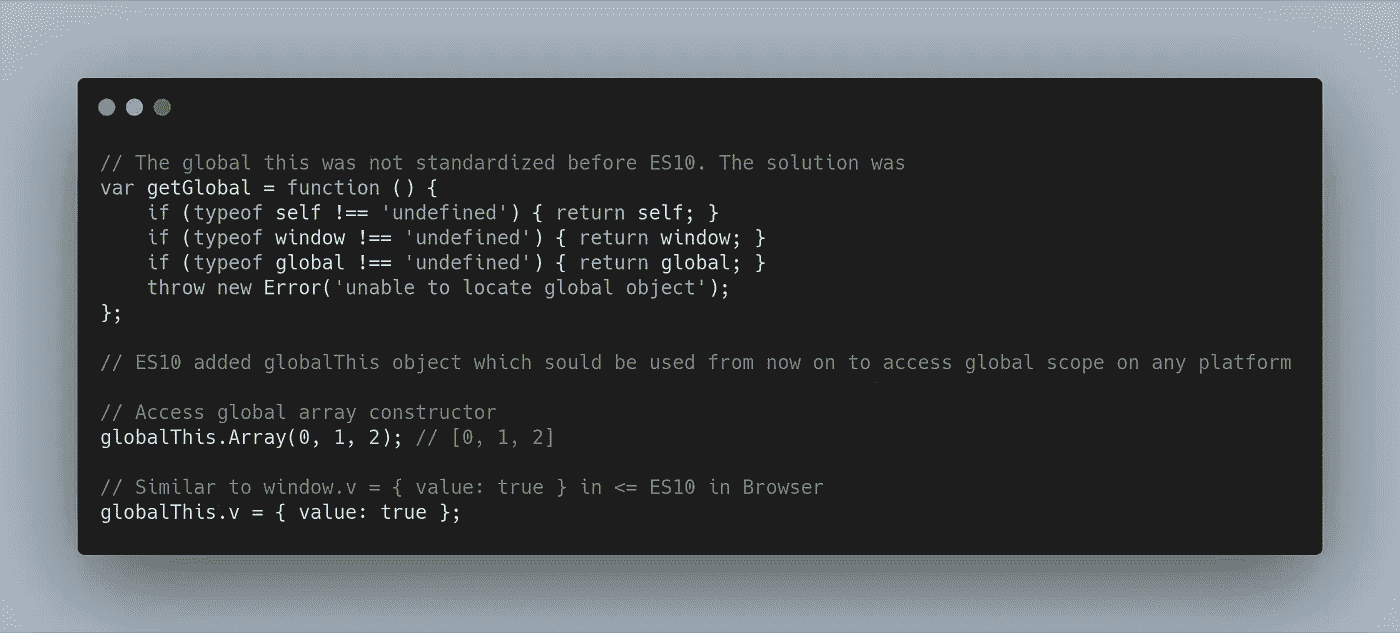 // The global this was not standardized before ES10. The solution was
var getGlobal = function () {
    if (typeof self !== 'undefined') { return self; }
    if (typeof window !== 'undefined') { return window; }
    if (typeof global !== 'undefined') { return global; }
    throw new Error('unable to locate global object');
};
// ES10 added globalThis object which sould be used from now on to access global scope on any platform
// Access global array constructor
globalThis.Array(0, 1, 2); // [0, 1, 2]
// Similar to window.v = { value: true } in <= ES10 in Browser
globalThis.v = { value: true };